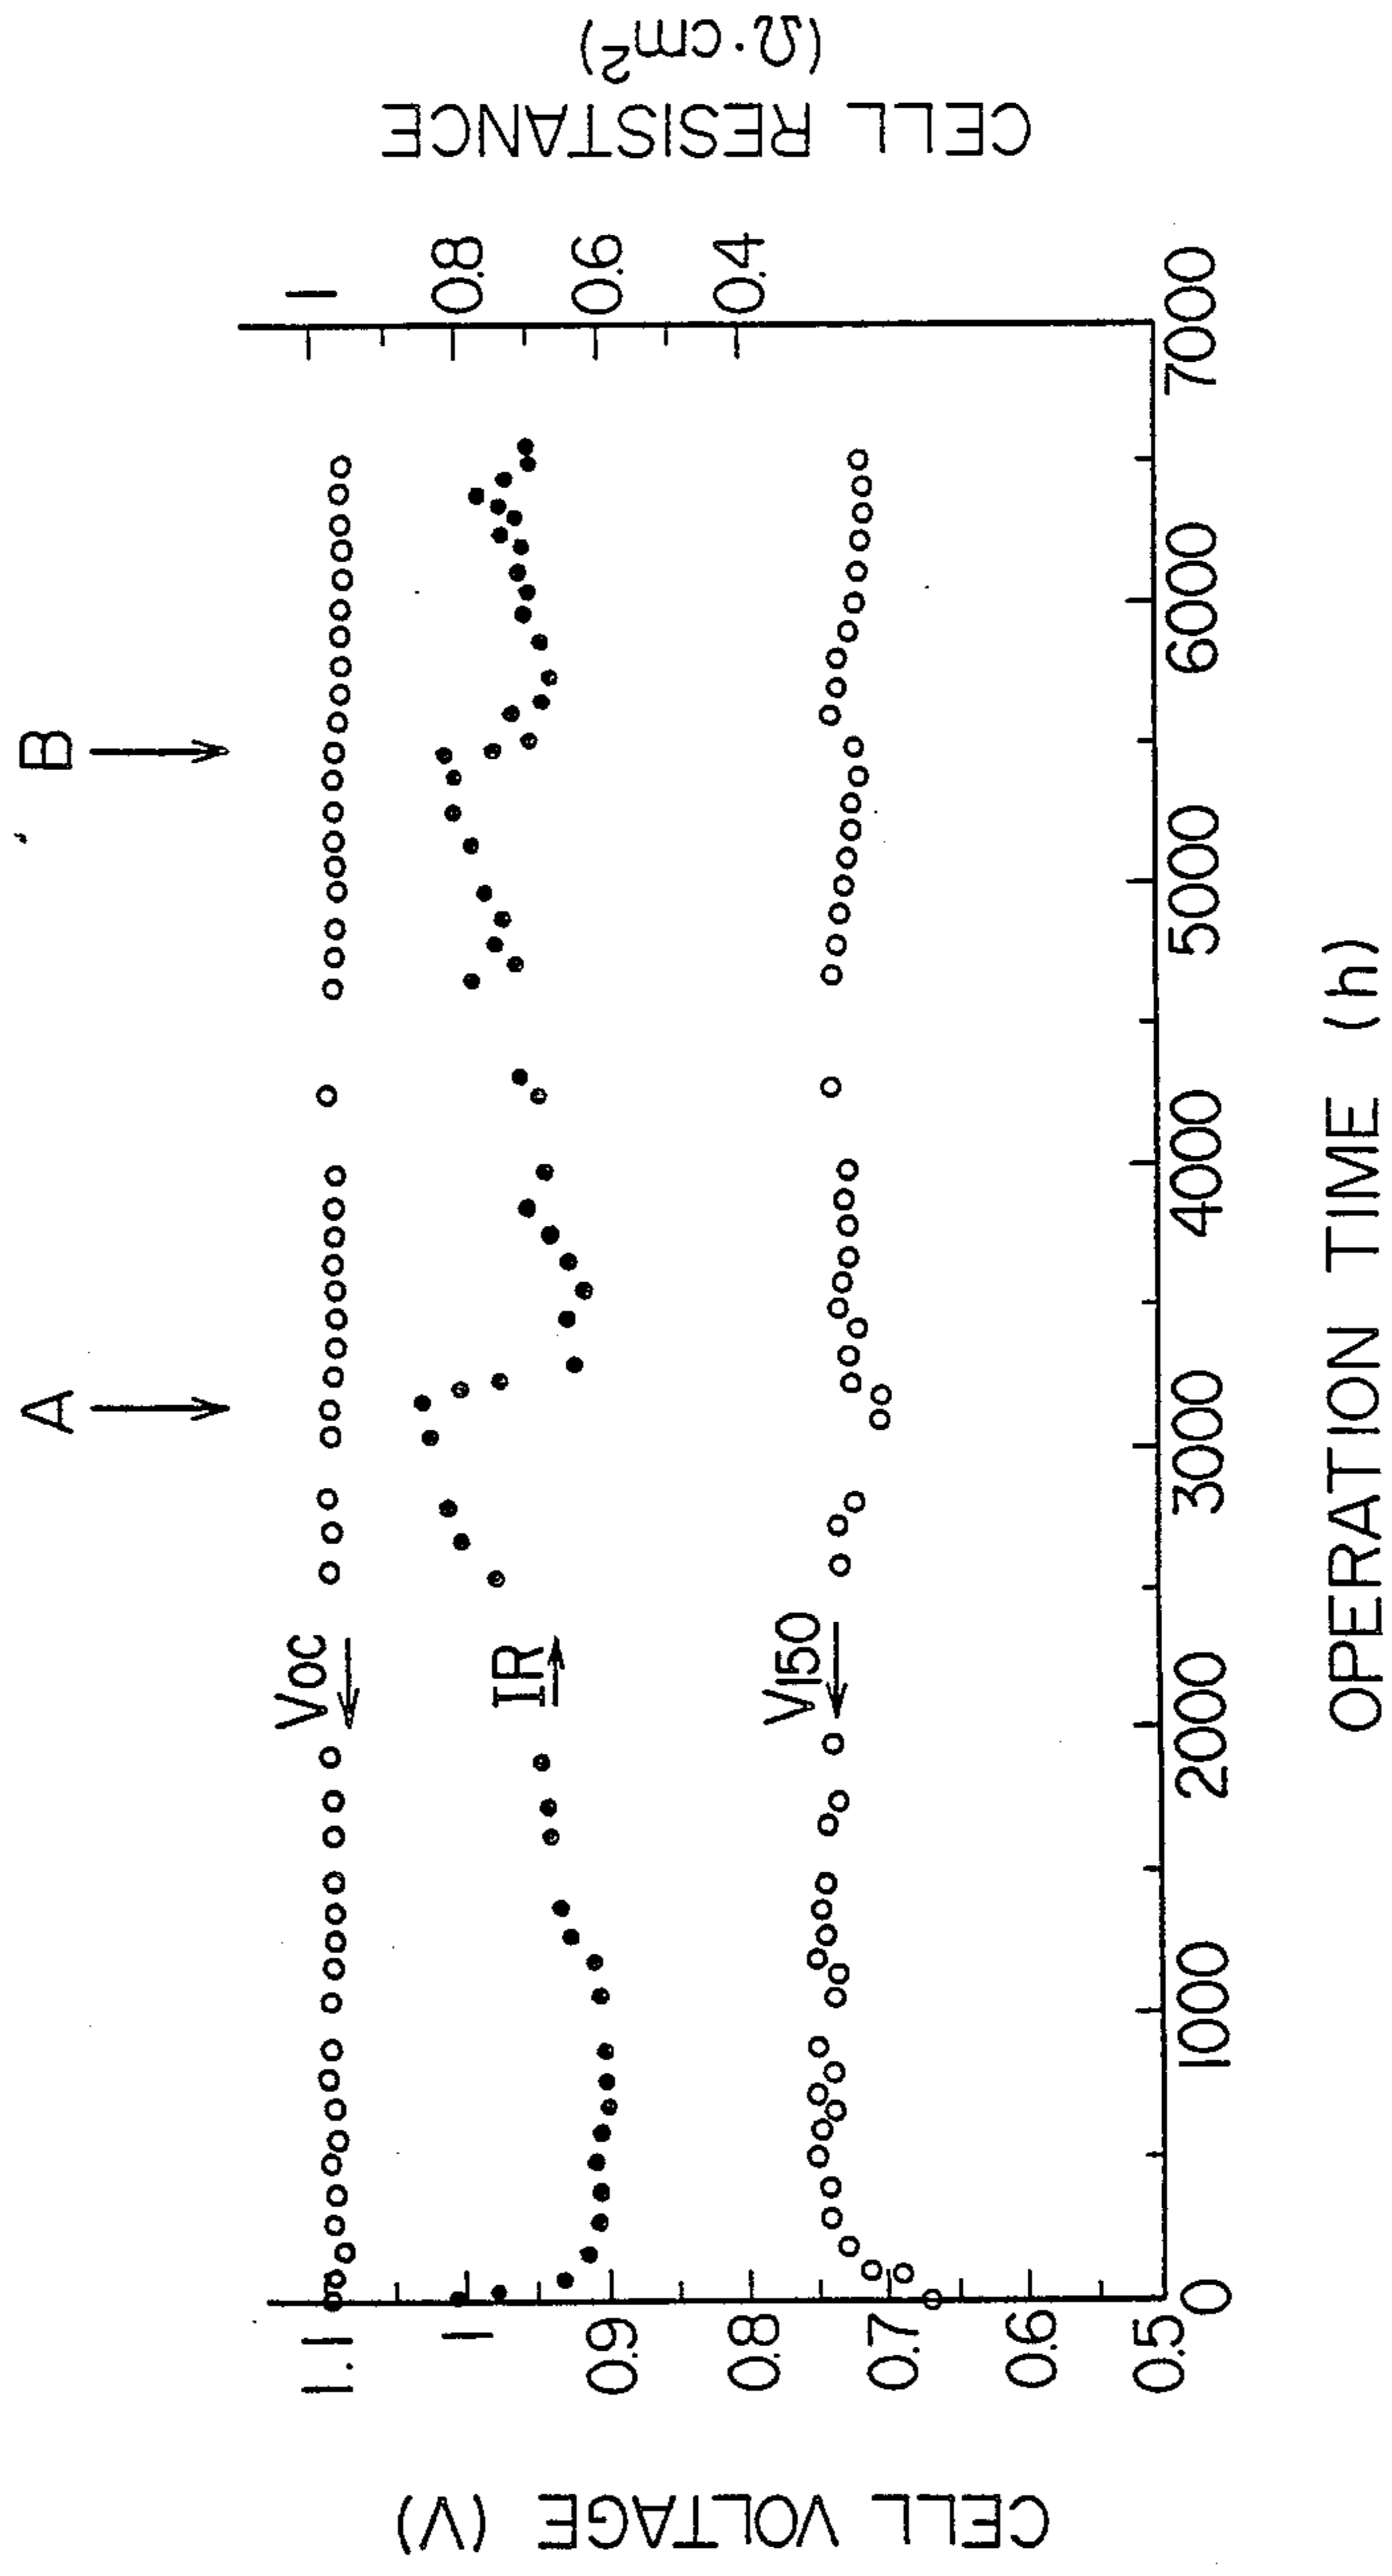 A
B
VOC
IR
V150
1.1
1
0.9
0.8
0.7
0.6
0.5
CELL VOLTAGE (V)
1
0.8
0.6
0.4
CELL RESISTANCE
(Ω·cm²)
0
1000
2000
3000
4000
5000
6000
7000
OPERATION TIME (h)